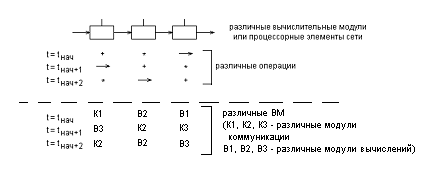 различные вычислительные модули
или процессорные элементы сети
t = tнач + *
t = tнач+1 + * различные операции
t = tнач+2 * +
t = tнач K1 B2 B1 различные ВМ
t = tнач+1 B3 K2 K3 (K1, K2, K3 - различные модули
коммуникации
t = tнач+2 K2 B2 B3 B1, B2, B3 - различные модули вычислений)